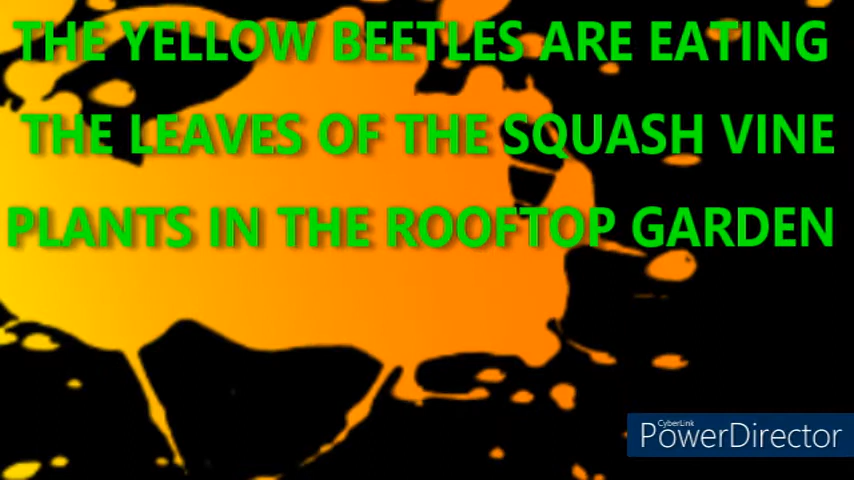 THE YELLOW BEETLES ARE EATING
THE LEAVES OF THE SQUASH VINE
PLANTS IN THE ROOFTOP GARDEN
CyberLink
PowerDirector